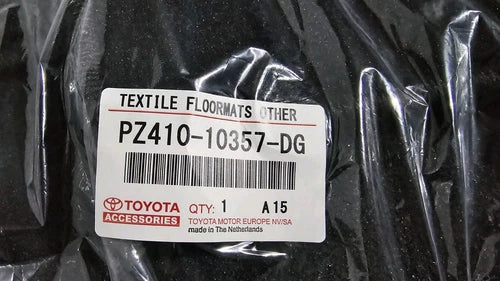 TEXTILE FLOORMATS OTHER
PZ410-10357-DG
TOYOTA QTY: 1 A15
ACCESSORIES TOYOTA MOTOR EUROPE NV/SA
made in The Netherlands